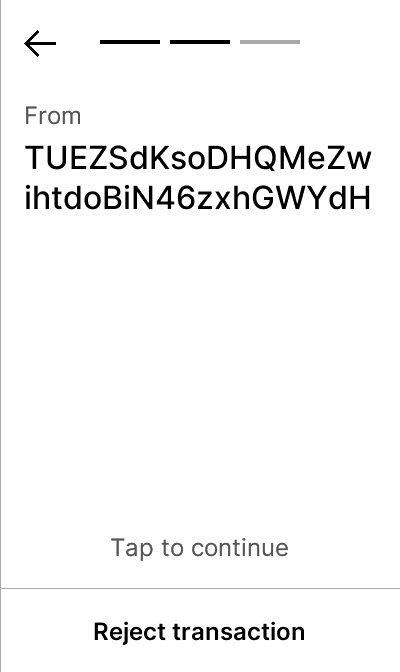 From
TUEZSdKsoDHQMeZw
ihtdoBiN46zxhGWYdH
Tap to continue
Reject transaction